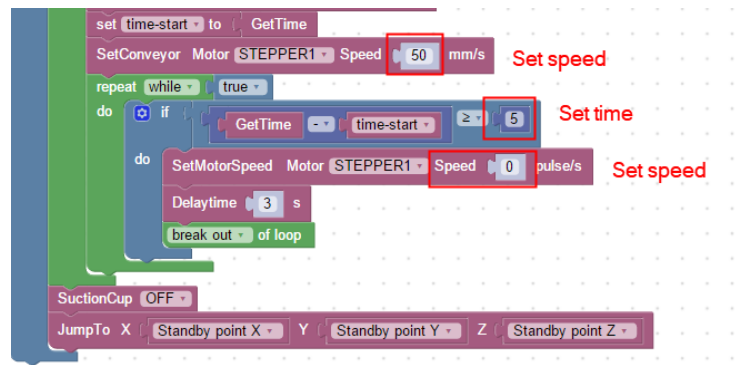 set time-start to GetTime
SetConveyor Motor STEPPER1 Speed 50 mm/s Set speed
repeat while true
do if GetTime - time-start ≥ 5 Set time
do SetMotorSpeed Motor STEPPER1 Speed 0 pulse/s Set speed
Delaytime 3 s
break out of loop
SuctionCup OFF
JumpTo X Standby point X Y Standby point Y Z Standby point Z